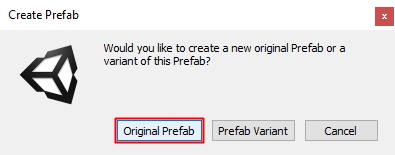 Create Prefab
x
Would you like to create a new original Prefab or a
variant of this Prefab?
Original Prefab
Prefab Variant
Cancel